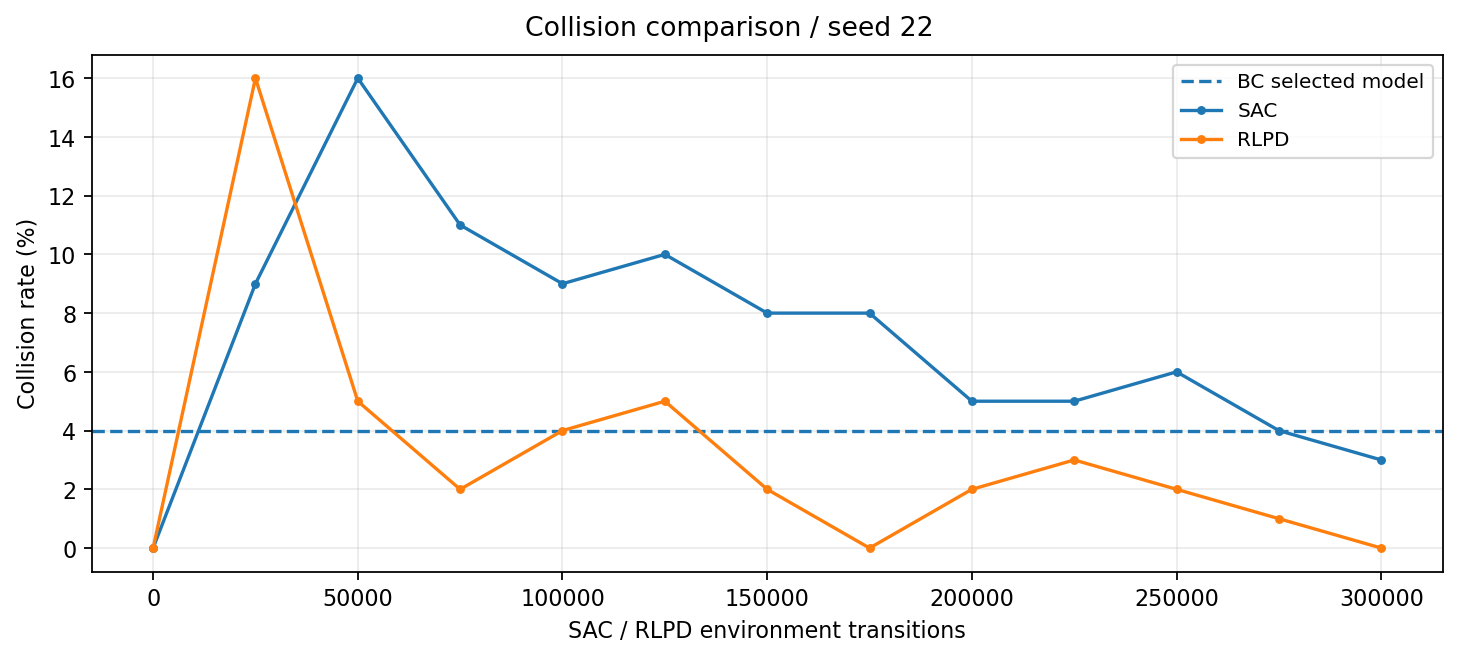 Collision comparison / seed 22
BC selected model
SAC
RLPD
Collision rate (%)
16
14
12
10
8
6
4
2
0
0 50000 100000 150000 200000 250000 300000
SAC / RLPD environment transitions